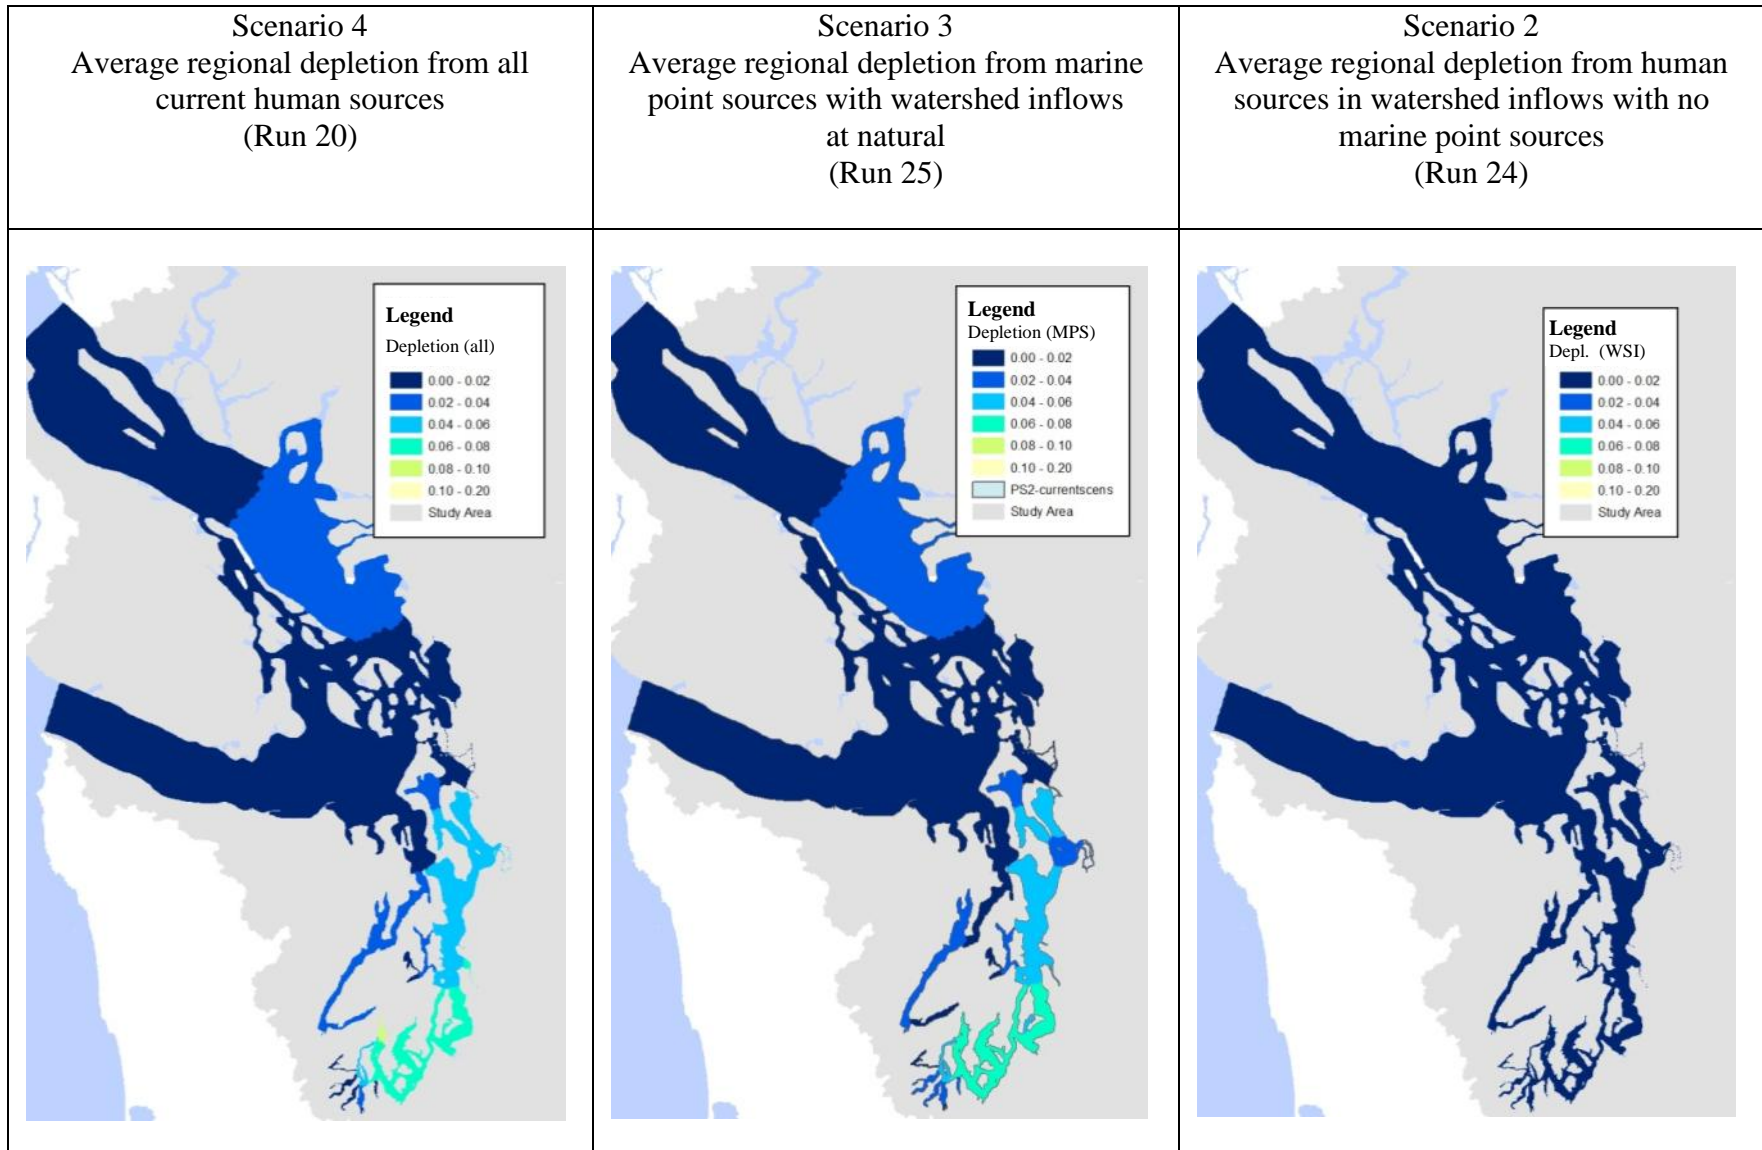 Scenario 4
Average regional depletion from all
current human sources
(Run 20)
Scenario 3
Average regional depletion from marine
point sources with watershed inflows
at natural
(Run 25)
Scenario 2
Average regional depletion from human
sources in watershed inflows with no
marine point sources
(Run 24)
Legend
Depletion (all)
0.00 - 0.02
0.02 - 0.04
0.04 - 0.06
0.06 - 0.08
0.08 - 0.10
0.10 - 0.20
Study Area
Legend
Depletion (MPS)
0.00 - 0.02
0.02 - 0.04
0.04 - 0.06
0.06 - 0.08
0.08 - 0.10
0.10 - 0.20
PS2-currentscens
Study Area
Legend
Depl. (WSI)
0.00 - 0.02
0.02 - 0.04
0.04 - 0.06
0.06 - 0.08
0.08 - 0.10
0.10 - 0.20
Study Area